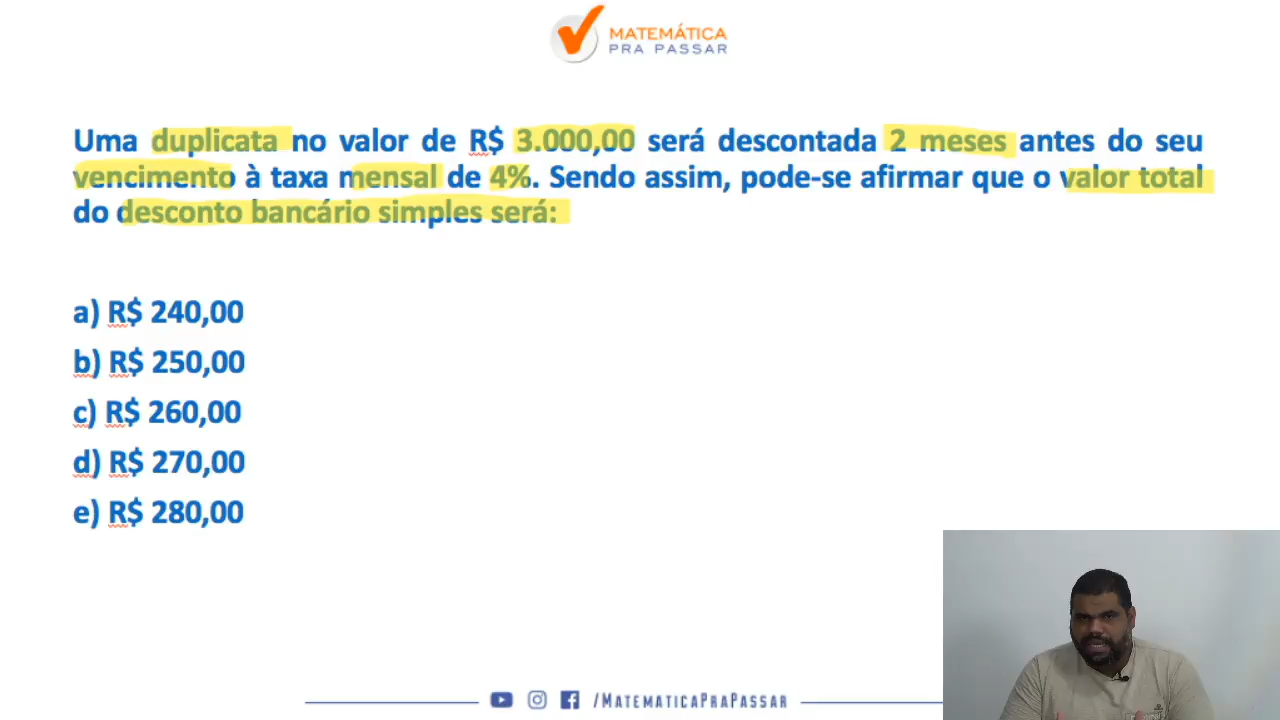 MATEMÁTICA
PRA PASSAR
Uma duplicata no valor de R$ 3.000,00 será descontada 2 meses antes do seu
vencimento à taxa mensal de 4%. Sendo assim, pode-se afirmar que o valor total
do desconto bancário simples será:
a) R$ 240,00
b) R$ 250,00
c) R$ 260,00
d) R$ 270,00
e) R$ 280,00
/MATEMATICAPRAPASSAR